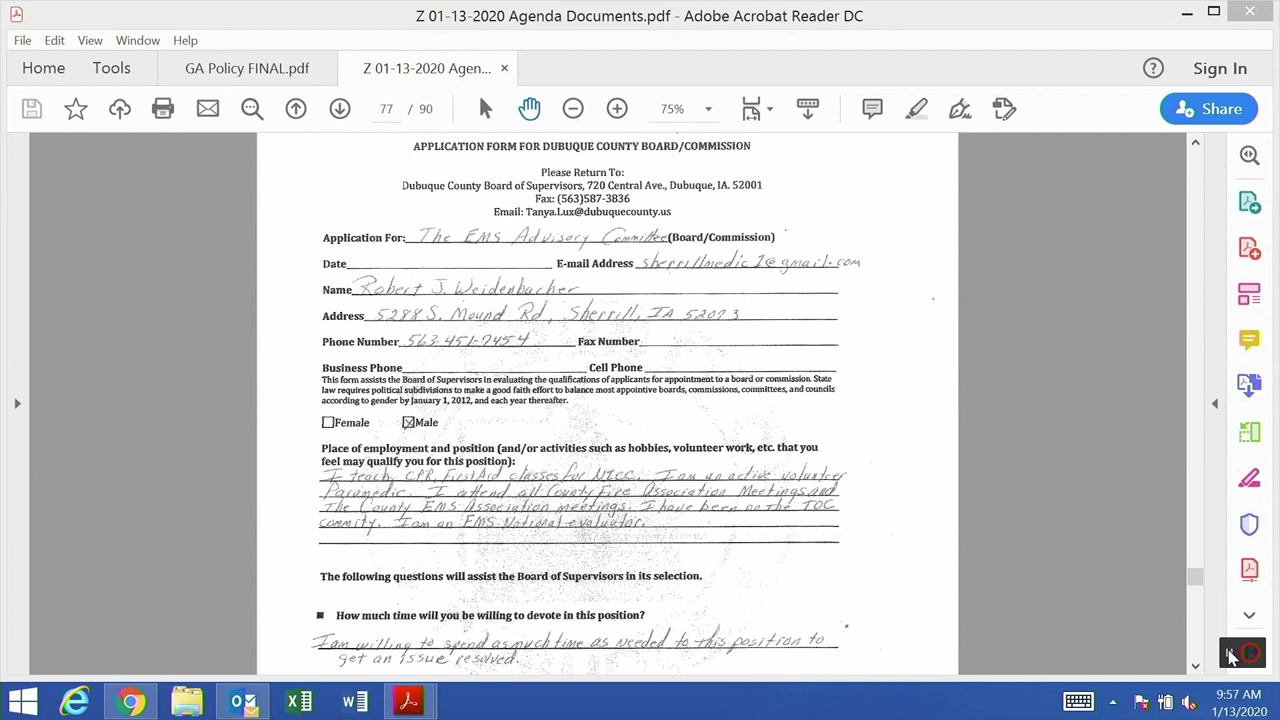 Z 01-13-2020 Agenda Documents.pdf - Adobe Acrobat Reader DC
File Edit View Window Help
Home Tools GA Policy FINAL.pdf Z 01-13-2020 Agen... × Sign In
77 / 90 75% Share
APPLICATION FORM FOR DUBUQUE COUNTY BOARD/COMMISSION
Please Return To:
Dubuque County Board of Supervisors, 720 Central Ave., Dubuque, IA. 52001
Fax: (563)587-3836
Email: Tanya.Lux@dubuquecounty.us
Application For: The EMS Advisory Committee (Board/Commission)
Date E-mail Address sherrillmedic1@gmail.com
Name Robert J. Weidenbacher
Address 5288 S. Mound Rd, Sherrill, IA 52073
Phone Number 563-451-7454 Fax Number
Business Phone Cell Phone
This form assists the Board of Supervisors in evaluating the qualifications of applicants for appointment to a board or commission. State
law requires political subdivisions to make a good faith effort to balance most appointive boards, commissions, committees, and councils
according to gender by January 1, 2012, and each year thereafter.
Female Male
Place of employment and position (and/or activities such as hobbies, volunteer work, etc. that you
feel may qualify you for this position):
I teach CPR, First Aid classes for NICC. I am an active volunteer
Paramedic. I attend all County Fire Association Meetings and
The County EMS Association meetings. I have been on the TOC
commity. I am an EMS National evaluator.
The following questions will assist the Board of Supervisors in its selection.
How much time will you be willing to devote in this position?
I am willing to spend as much time as needed to this position to
get an issue resolved.
9:57 AM
1/13/2020